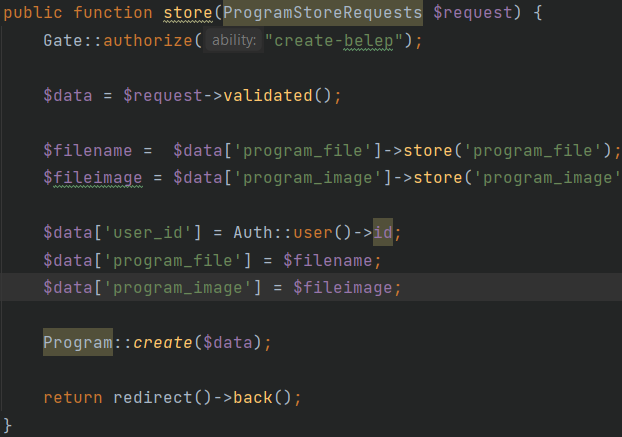 public function store(ProgramStoreRequests $request) {
Gate::authorize( ability: "create-belep");
$data = $request->validated();
$filename =  $data['program_file']->store('program_file');
$fileimage = $data['program_image']->store('program_image'
$data['user_id'] = Auth::user()->id;
$data['program_file'] = $filename;
$data['program_image'] = $fileimage;
Program::create($data);
return redirect()->back();
}